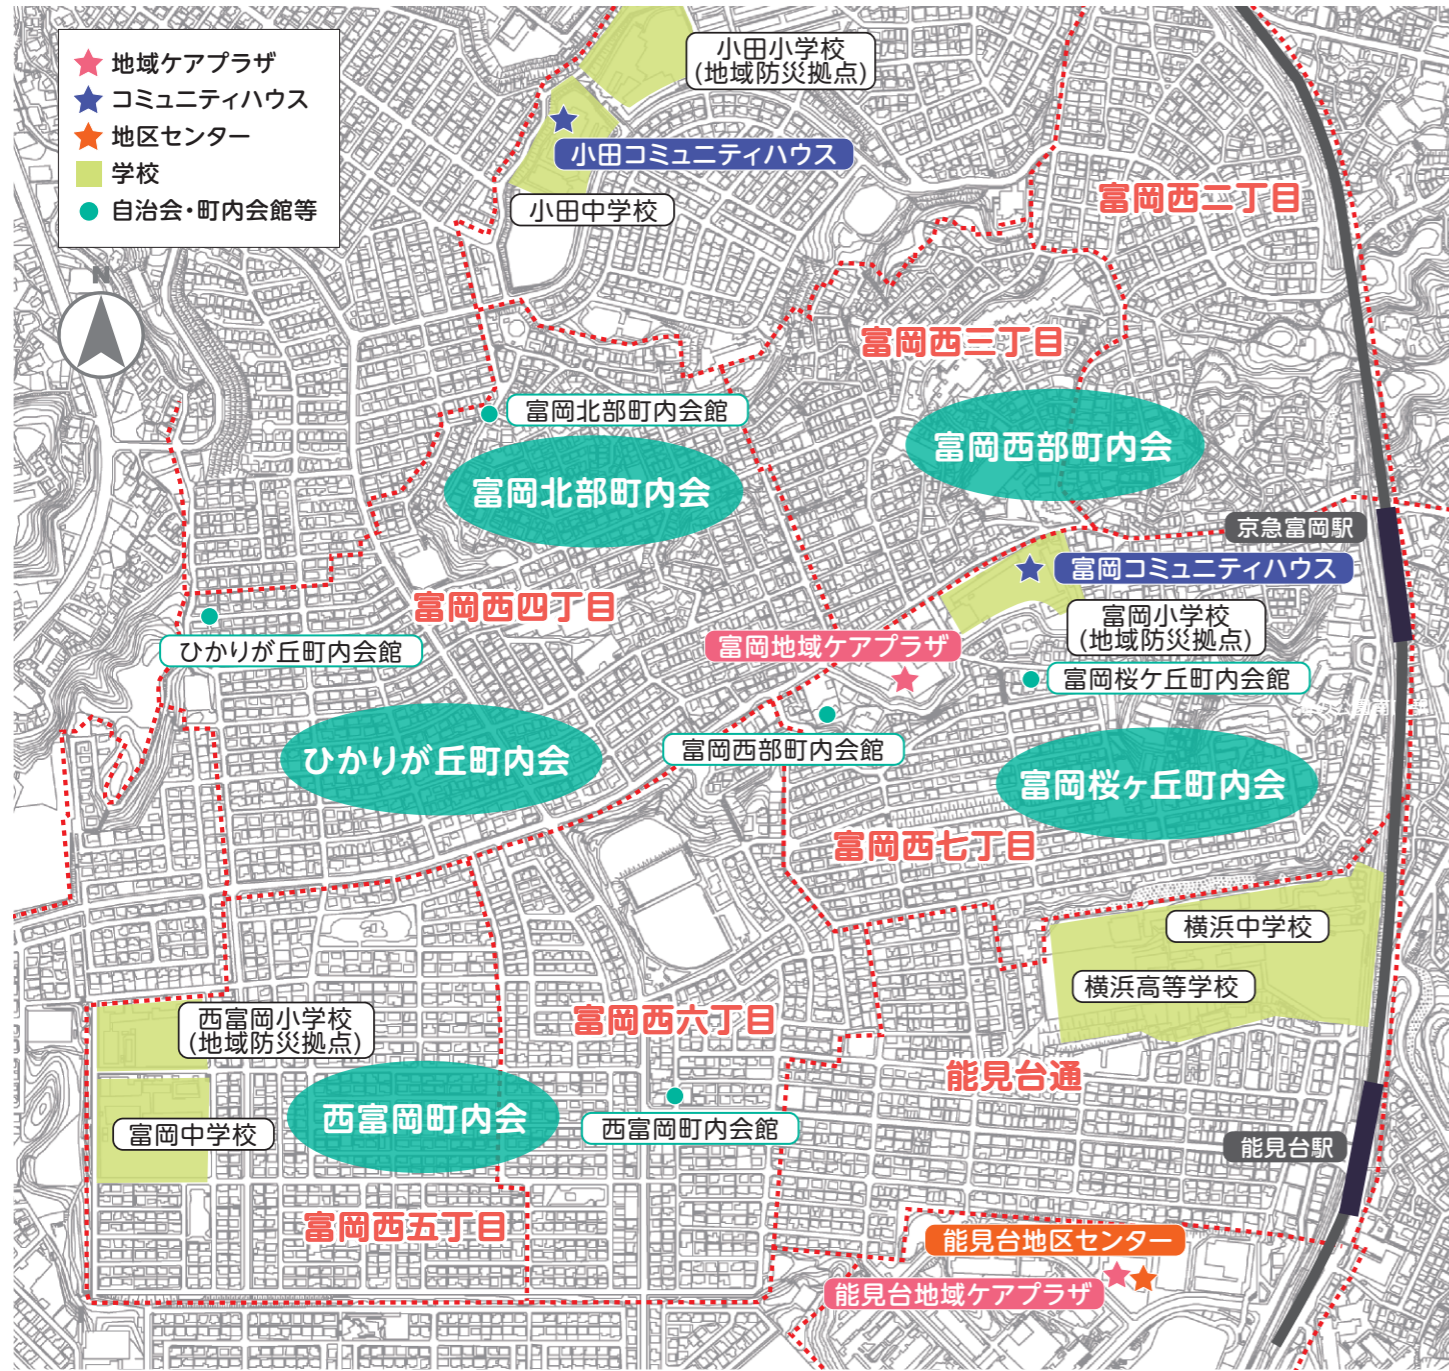 地域ケアプラザ
コミュニティハウス
地区センター
学校
自治会・町内会館等
N
小田小学校
(地域防災拠点)
小田コミュニティハウス
小田中学校
富岡西二丁目
富岡西三丁目
富岡北部町内会館
富岡西部町内会
富岡北部町内会
京急富岡駅
富岡コミュニティハウス
富岡西四丁目
富岡小学校
(地域防災拠点)
ひかりが丘町内会館
富岡地域ケアプラザ
富岡桜ケ丘町内会館
富岡西部町内会館
ひかりが丘町内会
富岡桜ヶ丘町内会
富岡西七丁目
横浜中学校
横浜高等学校
西富岡小学校
(地域防災拠点)
富岡西六丁目
能見台通
西富岡町内会
富岡中学校
西富岡町内会館
能見台駅
富岡西五丁目
能見台地区センター
能見台地域ケアプラザ